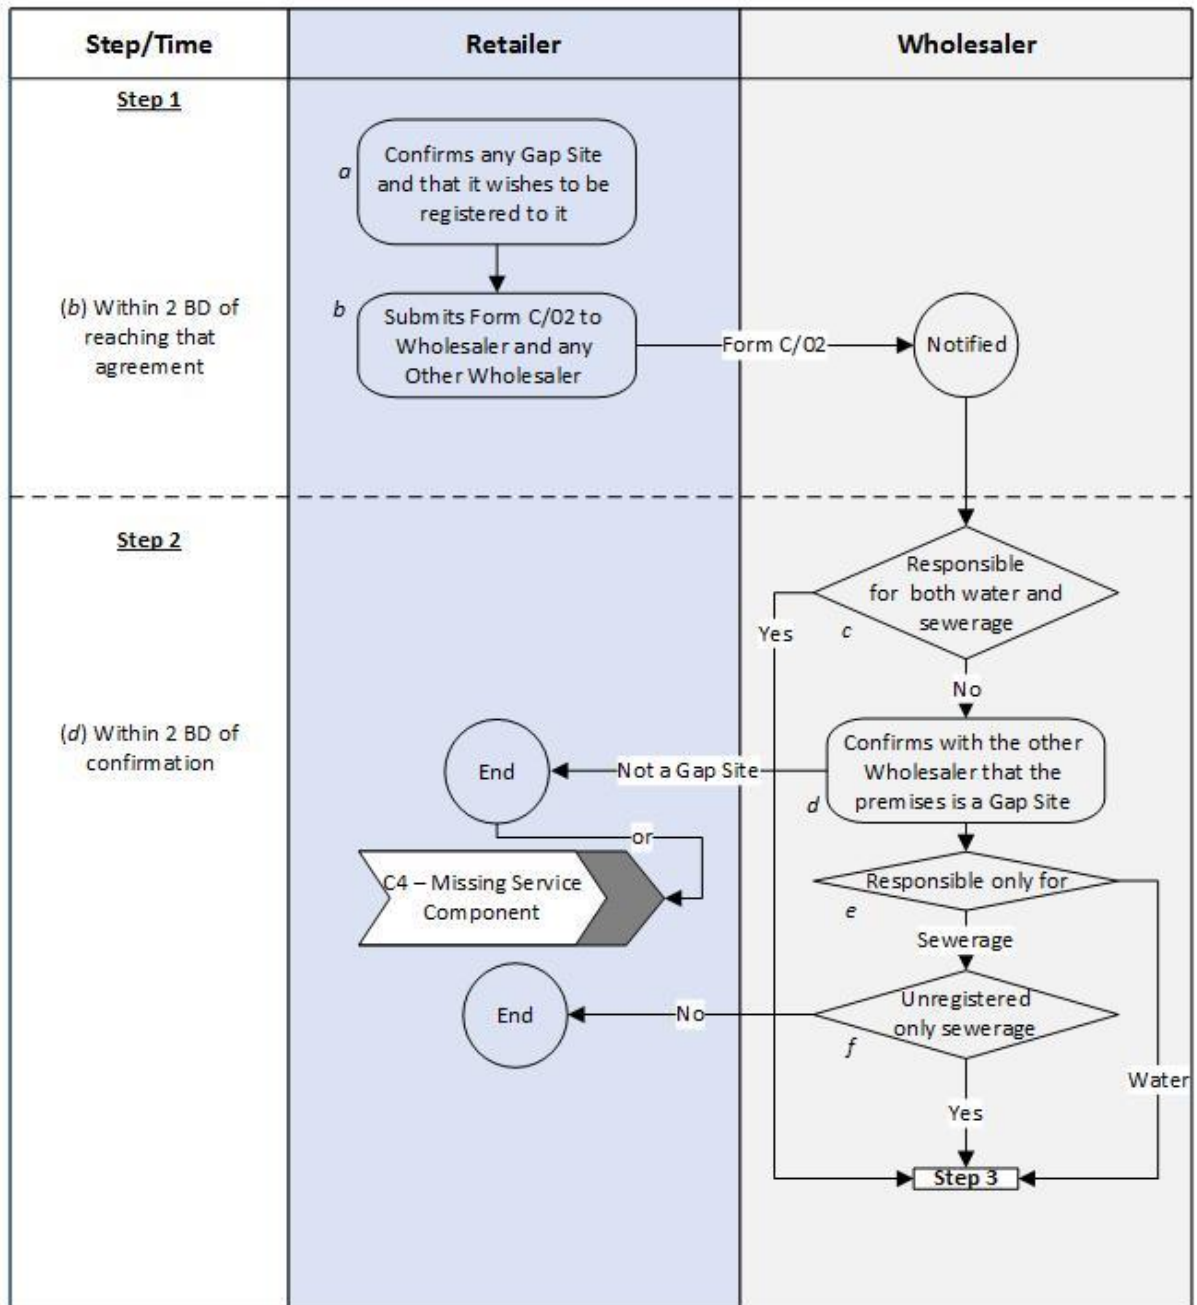 Step/Time
Retailer
Wholesaler
Step 1
a
Confirms any Gap Site
and that it wishes to be
registered to it
(b) Within 2 BD of
reaching that
agreement
b
Submits Form C/02 to
Wholesaler and any
Other Wholesaler
Form C/02
Notified
Step 2
Responsible
for both water and
sewerage
c
Yes
No
(d) Within 2 BD of
confirmation
End
Not a Gap Site
Confirms with the other
Wholesaler that the
premises is a Gap Site
d
or
C4 – Missing Service
Component
Responsible only for
e
Sewerage
End
No
Unregistered
only sewerage
f
Water
Yes
Step 3